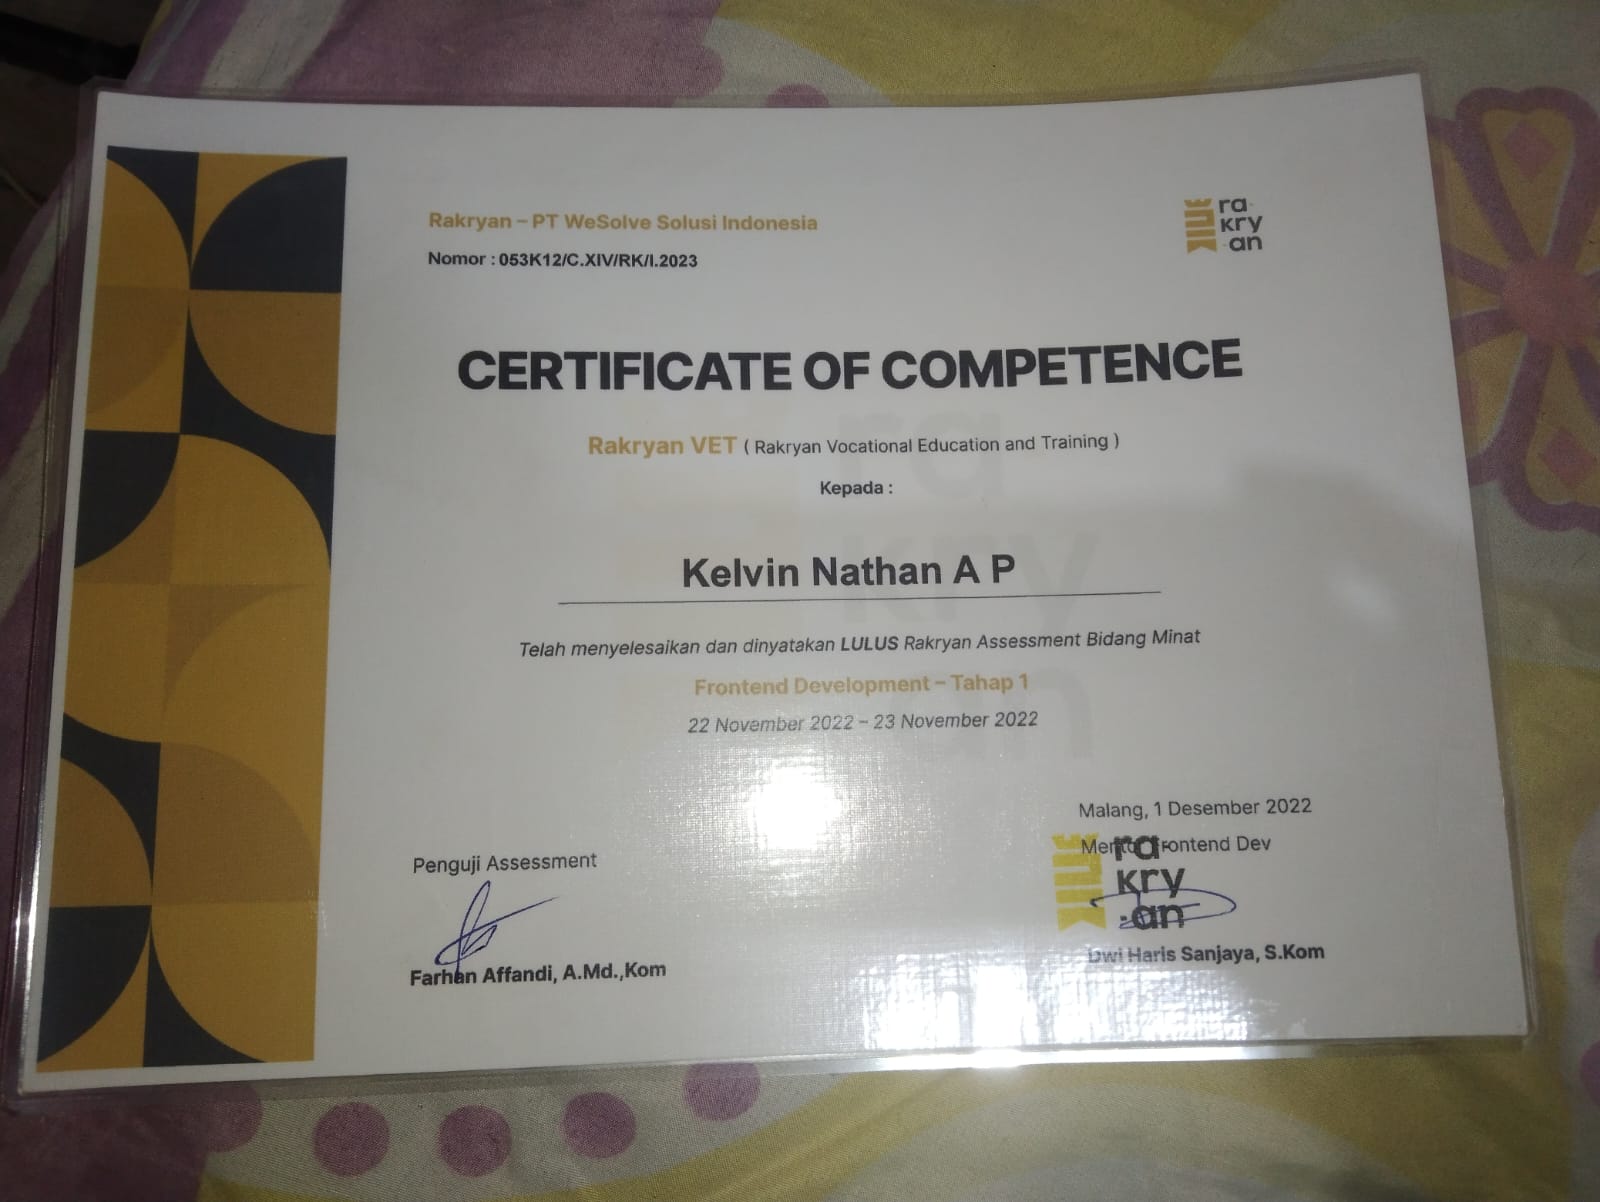 Rakryan – PT WeSolve Solusi Indonesia
Nomor : 053K12/C.XIV/RK/I.2023
ra
kry
an
CERTIFICATE OF COMPETENCE
Rakryan VET ( Rakryan Vocational Education and Training )
Kepada :
Kelvin Nathan A P
Telah menyelesaikan dan dinyatakan LULUS Rakryan Assessment Bidang Minat
Frontend Development – Tahap 1
22 November 2022 – 23 November 2022
Malang, 1 Desember 2022
Mentor Frontend Dev
ra
kry
an
Dwi Haris Sanjaya, S.Kom
Penguji Assessment
Farhan Affandi, A.Md.,Kom
ra
kry
an